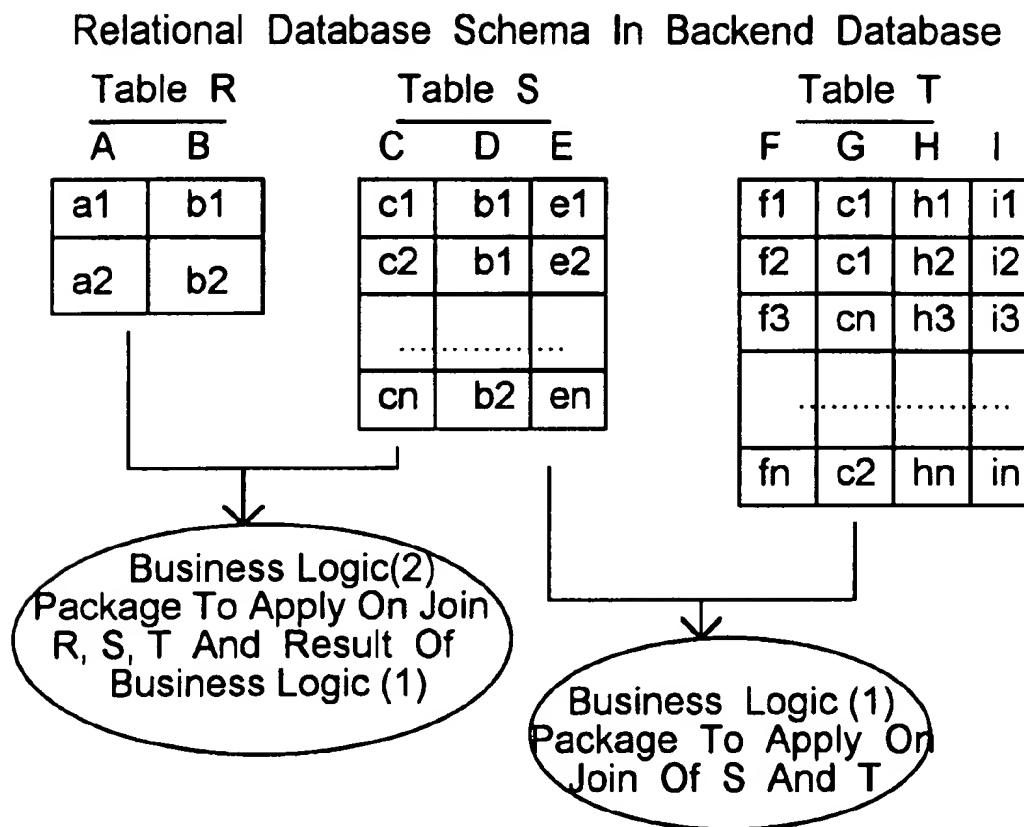 Relational Database Schema In Backend Database
Table R
Table S
Table T
A B
C D E
F G H I
a1 b1
a2 b2
c1 b1 e1
c2 b1 e2
................
cn b2 en
f1 c1 h1 i1
f2 c1 h2 i2
f3 cn h3 i3
....................
fn c2 hn in
Business Logic(2)
Package To Apply On Join
R, S, T And Result Of
Business Logic (1)
Business Logic (1)
Package To Apply On
Join Of S And T